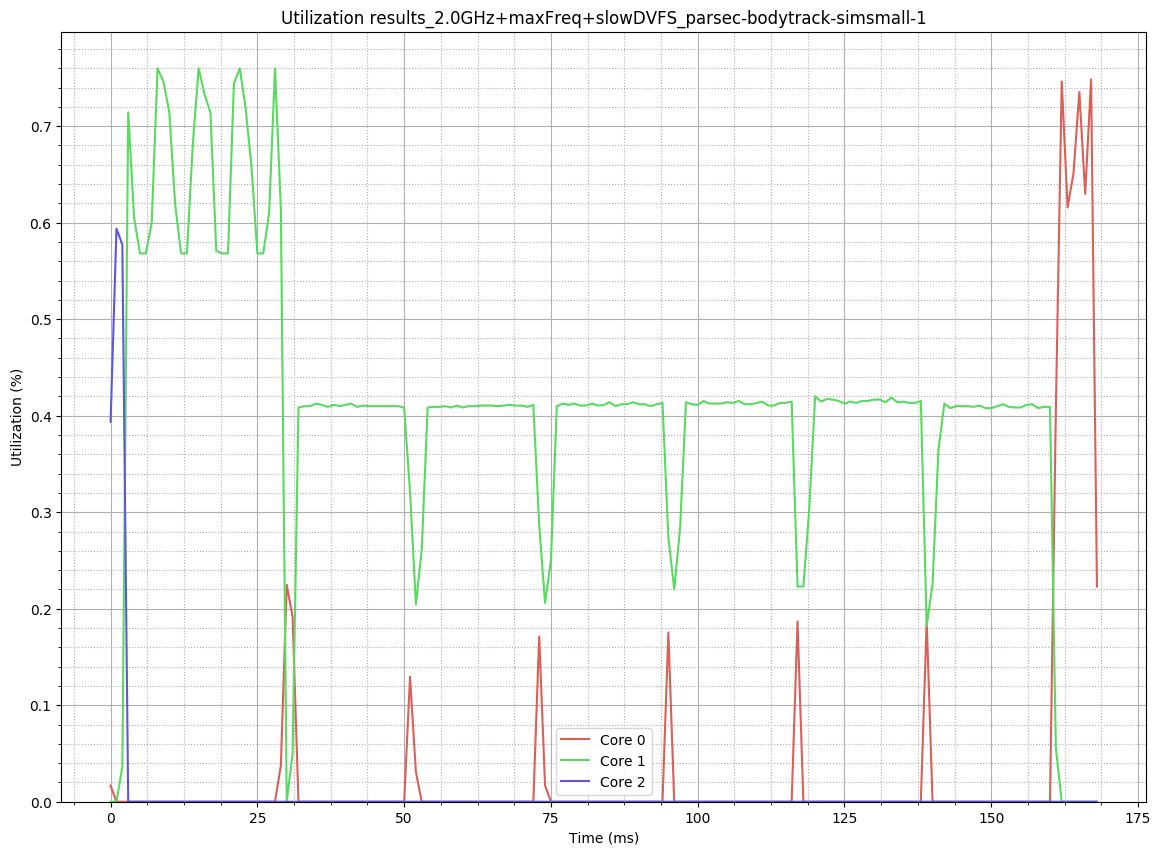 Utilization results_2.0GHz+maxFreq+slowDVFS_parsec-bodytrack-simsmall-1
Utilization (%)
0.7
0.6
0.5
0.4
0.3
0.2
0.1
0.0
Core 0
Core 1
Core 2
0 25 50 75 100 125 150 175
Time (ms)